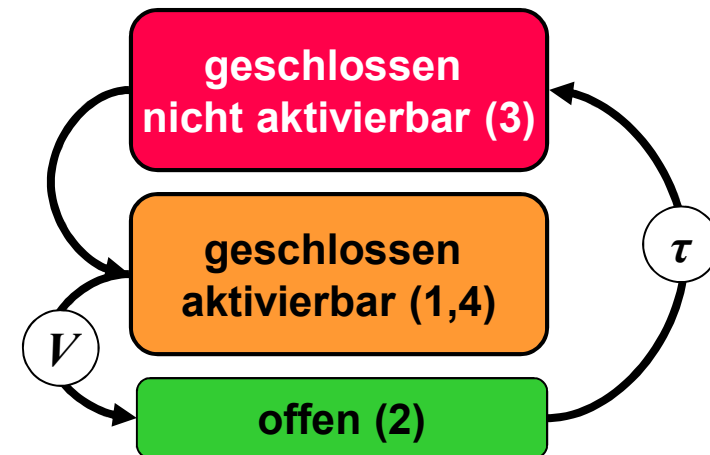 geschlossen
nicht aktivierbar (3)
geschlossen
aktivierbar (1,4)
τ
V
offen (2)